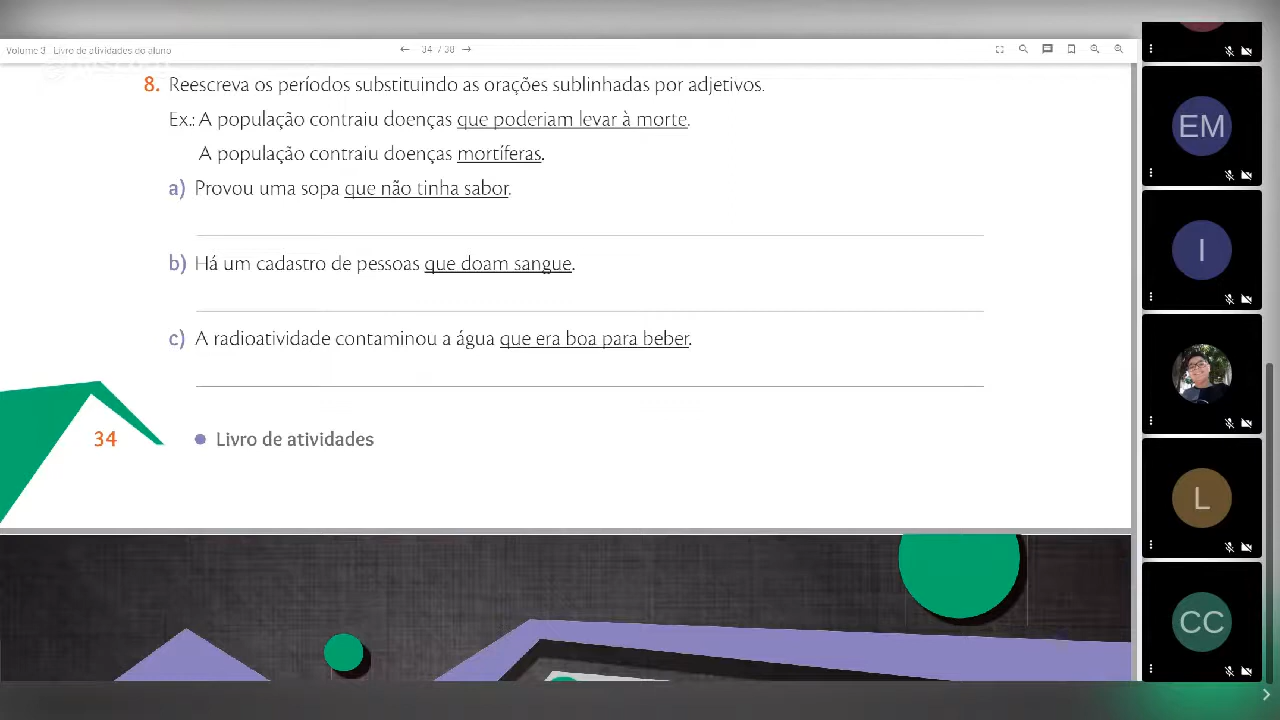 Volume 3 Livro de atividades do aluno
34 / 38
8. Reescreva os períodos substituindo as orações sublinhadas por adjetivos.
Ex.: A população contraiu doenças que poderiam levar à morte.
A população contraiu doenças mortíferas.
a) Provou uma sopa que não tinha sabor.
b) Há um cadastro de pessoas que doam sangue.
c) A radioatividade contaminou a água que era boa para beber.
34
Livro de atividades
EM
I
L
CC